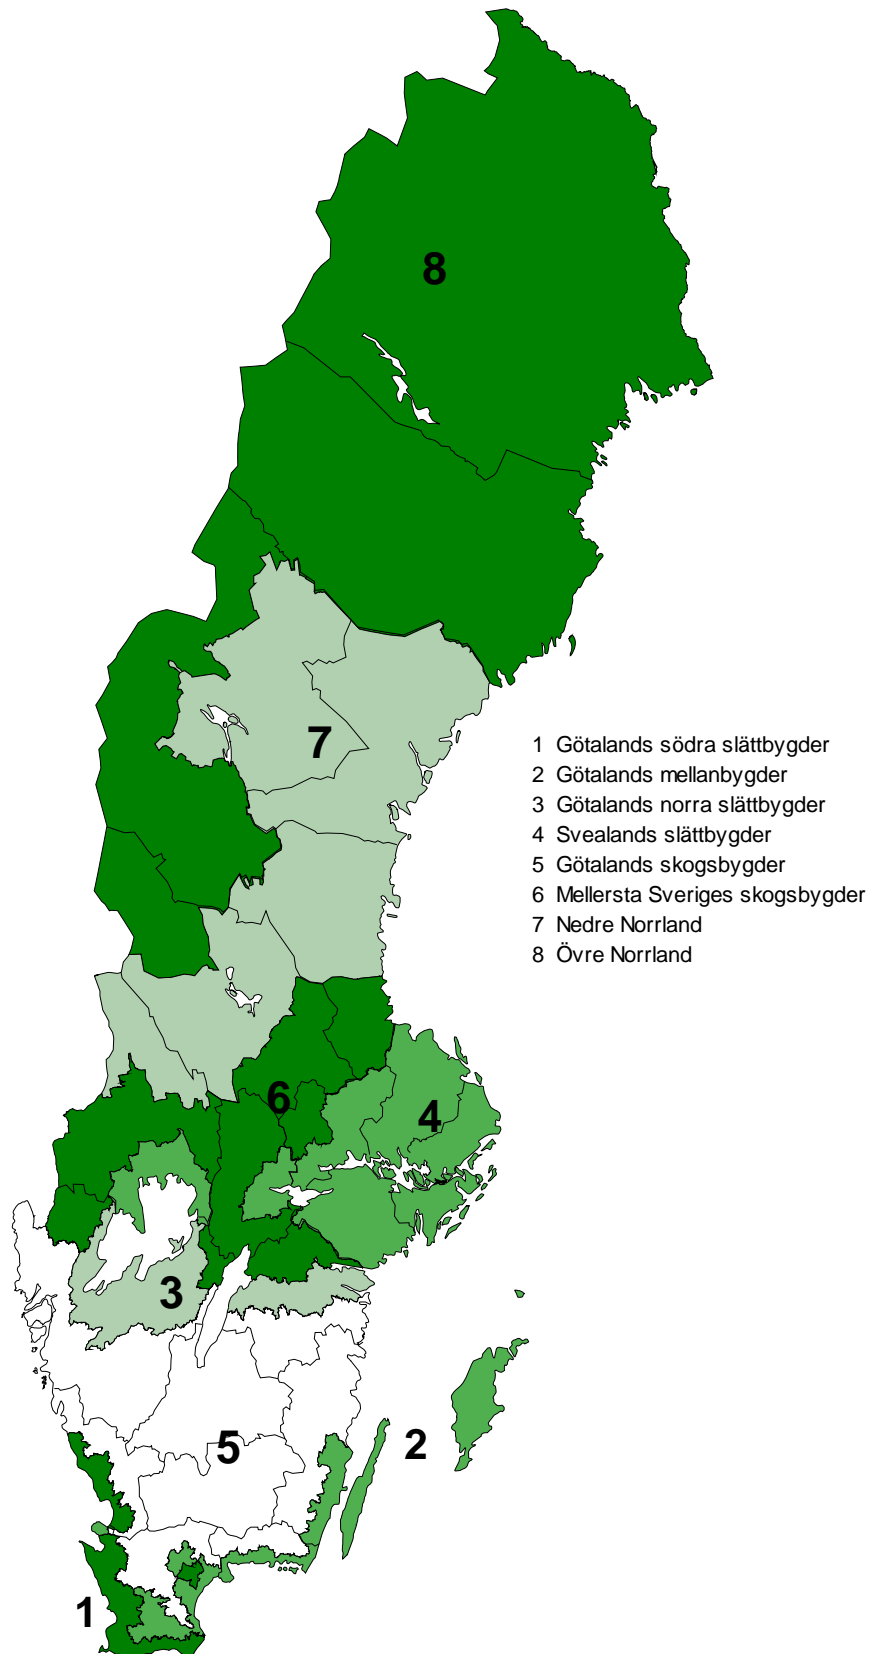 8
7
1 Götalands södra slättbygder
2 Götalands mellanbygder
3 Götalands norra slättbygder
4 Svealands slättbygder
5 Götalands skogsbygder
6 Mellersta Sveriges skogsbygder
7 Nedre Norrland
8 Övre Norrland
6
4
3
5
2
1